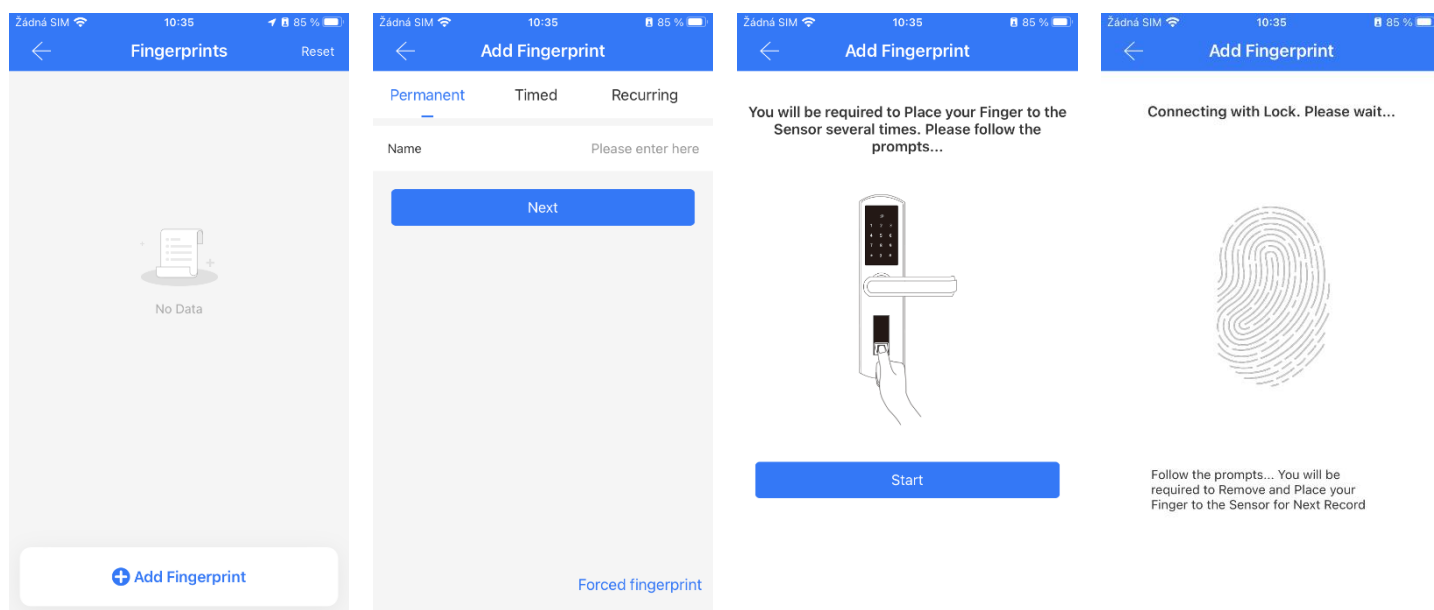 Žádná SIM 10:35 85 %
Fingerprints Reset
No Data
Add Fingerprint
Žádná SIM 10:35 85 %
Add Fingerprint
Permanent Timed Recurring
Name Please enter here
Next
Forced fingerprint
Žádná SIM 10:35 85 %
Add Fingerprint
You will be required to Place your Finger to the
Sensor several times. Please follow the
prompts...
Start
Žádná SIM 10:35 85 %
Add Fingerprint
Connecting with Lock. Please wait...
Follow the prompts... You will be
required to Remove and Place your
Finger to the Sensor for Next Record